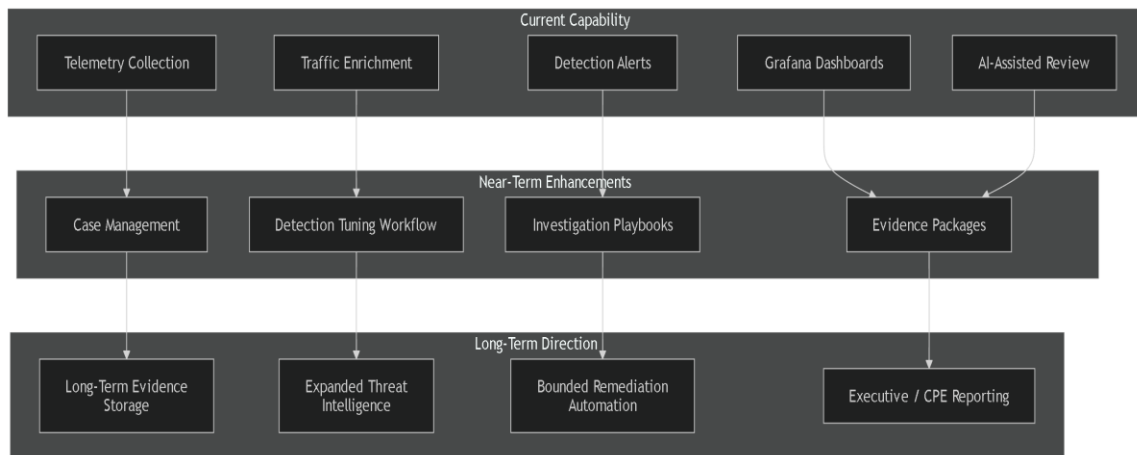 Current Capability
Telemetry Collection
Traffic Enrichment
Detection Alerts
Grafana Dashboards
AI-Assisted Review
Near-Term Enhancements
Case Management
Detection Tuning Workflow
Investigation Playbooks
Evidence Packages
Long-Term Direction
Long-Term Evidence
Storage
Expanded Threat
Intelligence
Bounded Remediation
Automation
Executive / CPE Reporting